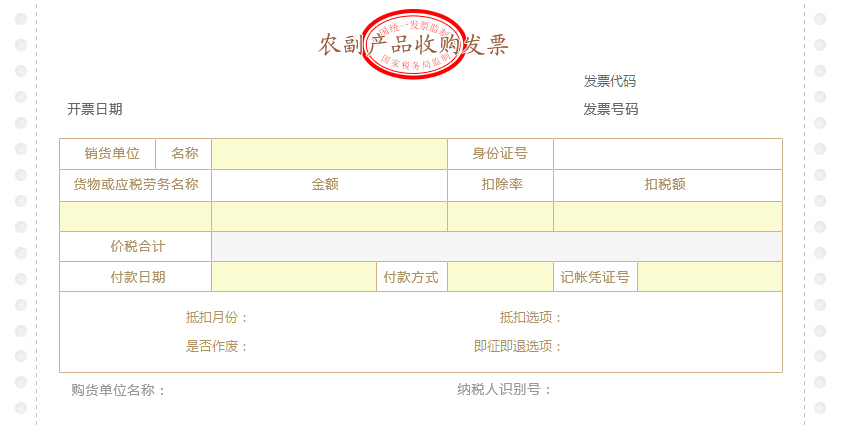 全国统一发票监制章
农副产品收购发票
国家税务局监制
发票代码
开票日期 发票号码
销货单位 名称 身份证号
货物或应税劳务名称 金额 扣除率 扣税额
价税合计
付款日期 付款方式 记帐凭证号
抵扣月份： 抵扣选项：
是否作废： 即征即退选项：
购货单位名称： 纳税人识别号：